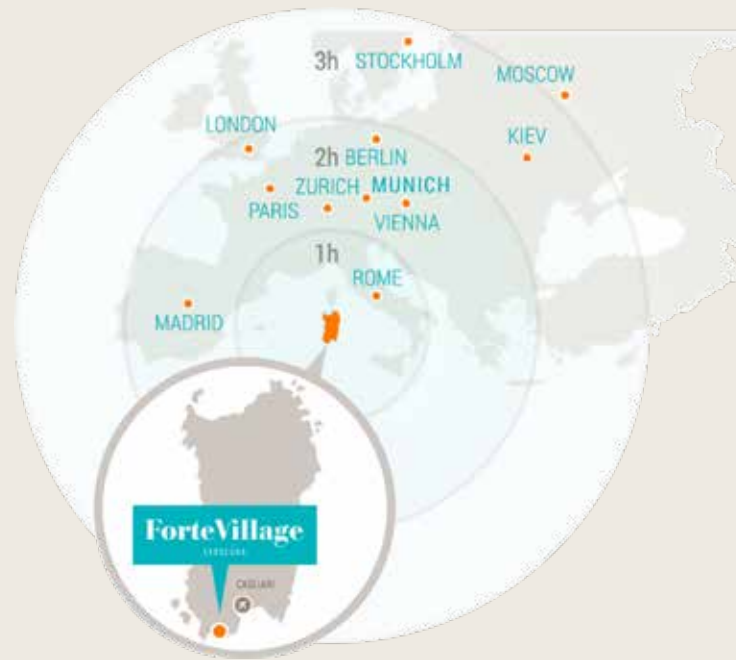 3h STOCKHOLM
MOSCOW
LONDON
KIEV
2h BERLIN
ZURICH MUNICH
PARIS
VIENNA
1h
ROME
MADRID
ForteVillage
CAGLIARI